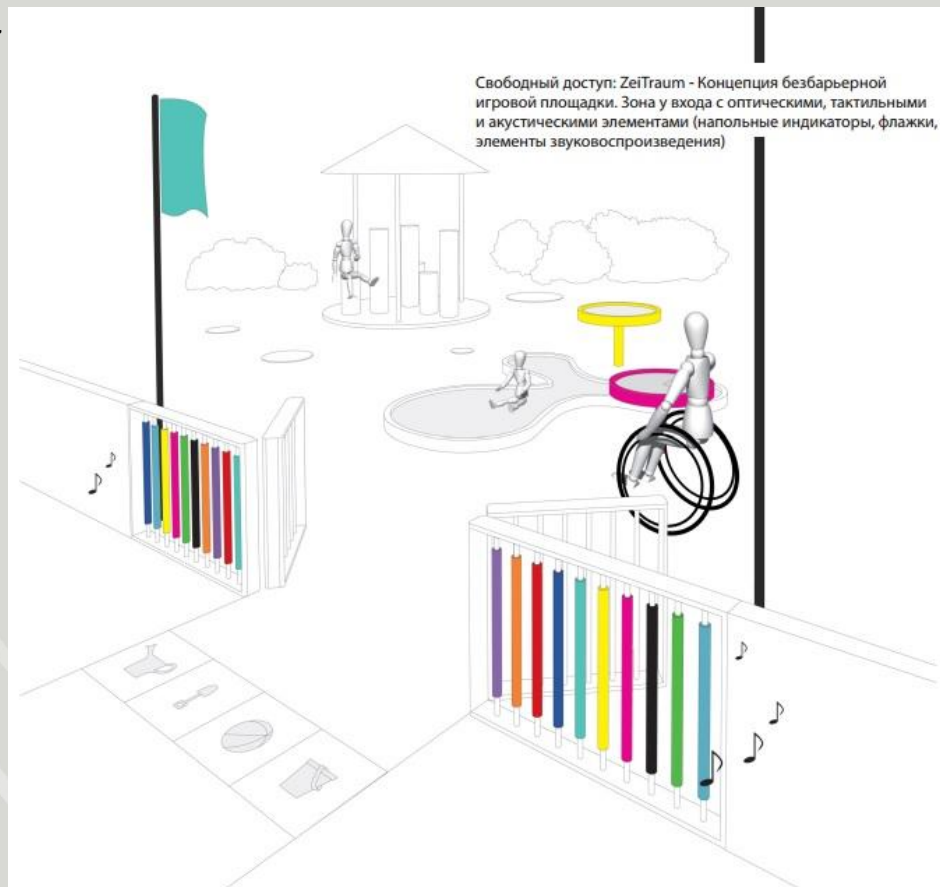 Свободный доступ: ZeiTraum - Концепция безбарьерной
игровой площадки. Зона у входа с оптическими, тактильными
и акустическими элементами (напольные индикаторы, флажки,
элементы звуковоспроизведения)